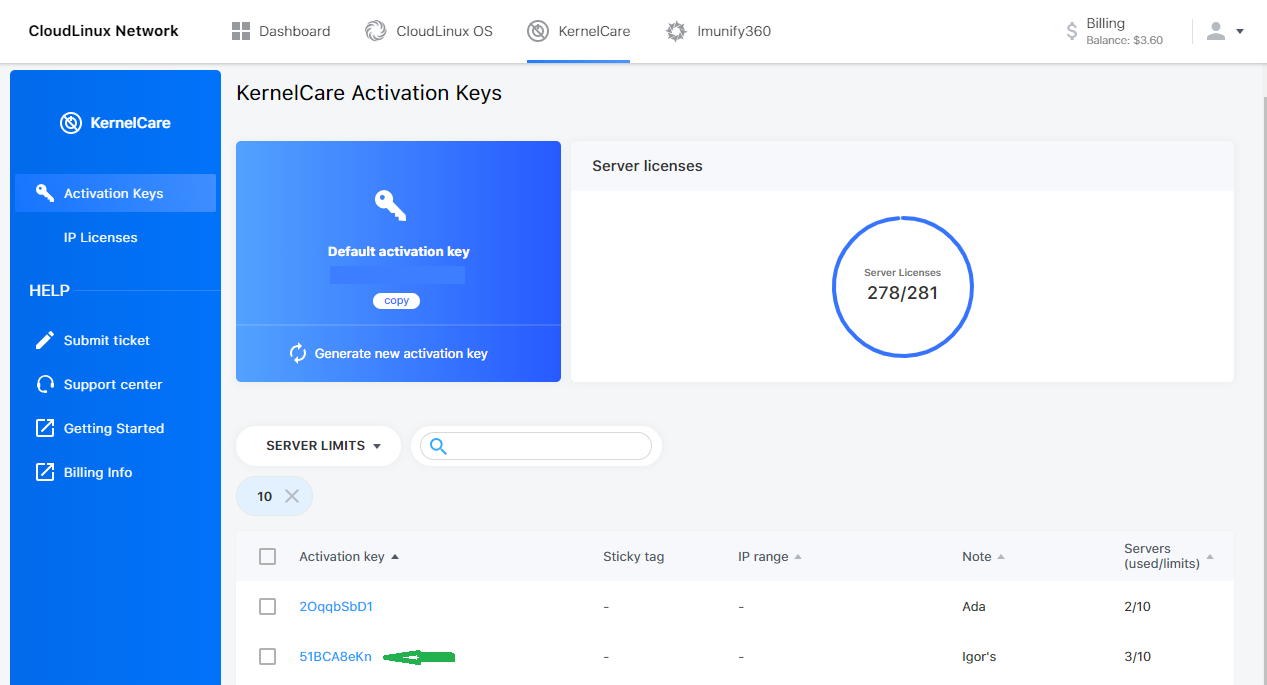 CloudLinux Network
Dashboard
CloudLinux OS
KernelCare
Imunify360
Billing
Balance: $3.60
KernelCare
Activation Keys
IP Licenses
HELP
Submit ticket
Support center
Getting Started
Billing Info
KernelCare Activation Keys
Default activation key
copy
Generate new activation key
Server licenses
Server Licenses
278/281
SERVER LIMITS
10
Activation key Sticky tag IP range Note Servers
(used/limits)
2OqqbSbD1 - - Ada 2/10
51BCA8eKn - - Igor's 3/10